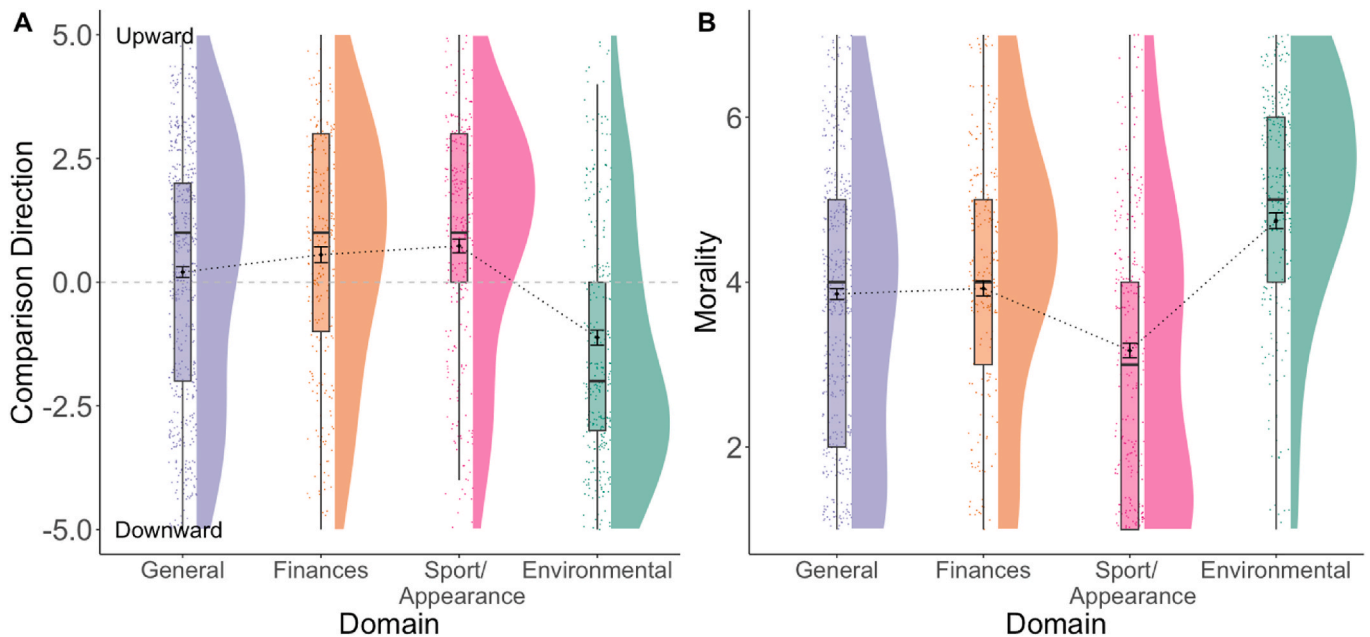 A
5.0
Upward
2.5
0.0
-2.5
-5.0
Downward
Comparison Direction
General
Finances
Sport/
Appearance
Environmental
Domain
B
6
4
2
Morality
General
Finances
Sport/
Appearance
Environmental
Domain